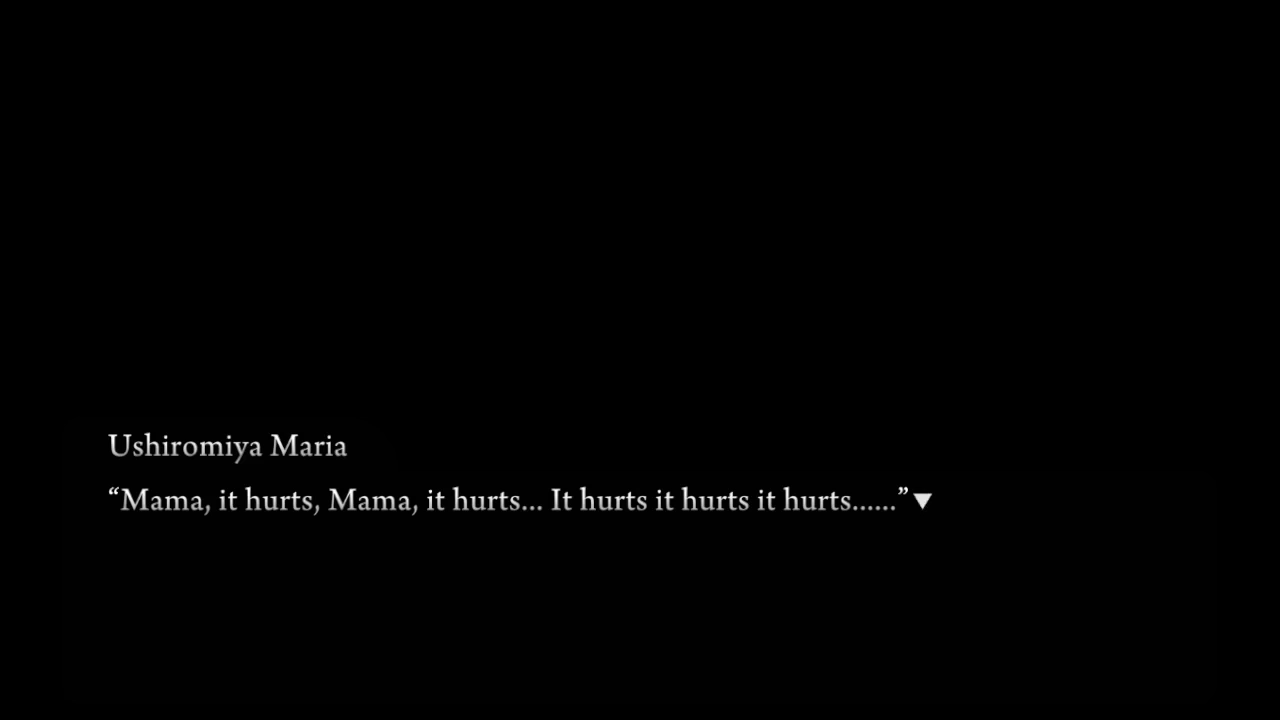 Ushiromiya Maria
“Mama, it hurts, Mama, it hurts... It hurts it hurts it hurts......”▼